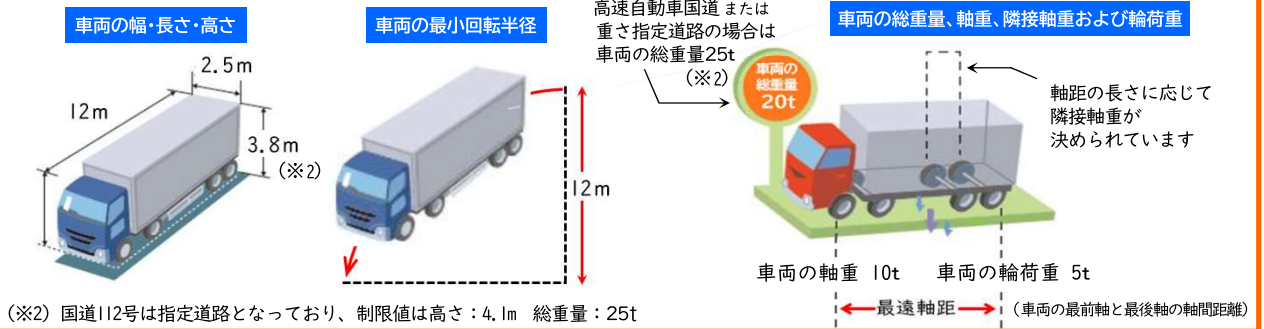 車両の幅・長さ・高さ
2.5m
12m
3.8m
(※2)
車両の最小回転半径
12m
高速自動車国道 または
重さ指定道路の場合は
車両の総重量25t
(※2)
車両の総重量、軸重、隣接軸重および輪荷重
車両の
総重量
20t
軸距の長さに応じて
隣接軸重が
決められています
車両の軸重 10t
車両の輪荷重 5t
最遠軸距
(車両の最前軸と最後軸の軸間距離)
(※2) 国道112号は指定道路となっており、制限値は高さ:4.1m 総重量:25t